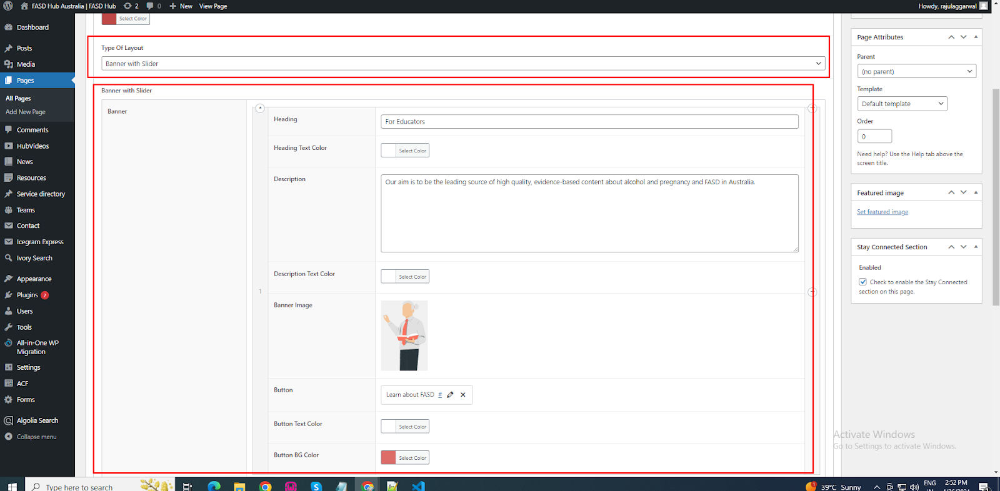 FASD Hub Australia | FASD Hub
2
0
New
View Page
Howdy, rajulaggarwal
Dashboard
Posts
Media
Pages
All Pages
Add New Page
Comments
HubVideos
News
Resources
Service directory
Teams
Contact
Icegram Express
Ivory Search
Appearance
Plugins 2
Users
Tools
All-in-One WP
Migration
Settings
ACF
Forms
Algolia Search
Collapse menu
Select Color
Type Of Layout
Banner with Slider
Banner with Slider
Banner
1
Heading
For Educators
Heading Text Color
Select Color
Description
Our aim is to be the leading source of high quality, evidence-based content about alcohol and pregnancy and FASD in Australia.
Description Text Color
Select Color
Banner Image
Button
Learn about FASD #
Button Text Color
Select Color
Button BG Color
Select Color
Page Attributes
Parent
(no parent)
Template
Default template
Order
0
Need help? Use the Help tab above the
screen title.
Featured image
Set featured image
Stay Connected Section
Enabled
Check to enable the Stay Connected
section on this page.
Activate Windows
Go to Settings to activate Windows.
Type here to search
39°C Sunny
ENG
2:52 PM